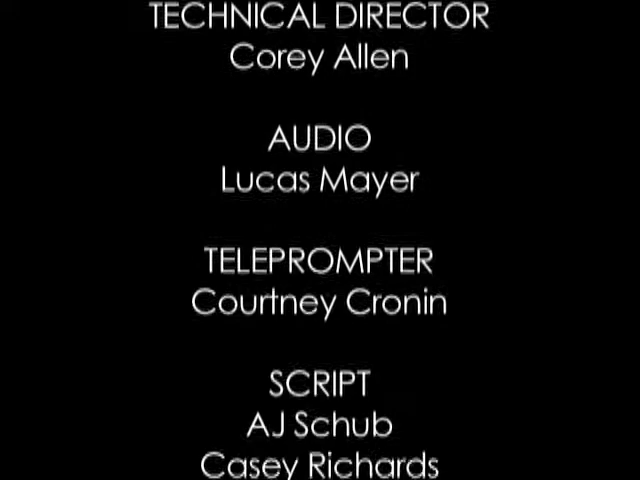 TECHNICAL DIRECTOR
Corey Allen
AUDIO
Lucas Mayer
TELEPROMPTER
Courtney Cronin
SCRIPT
AJ Schub
Casey Richards